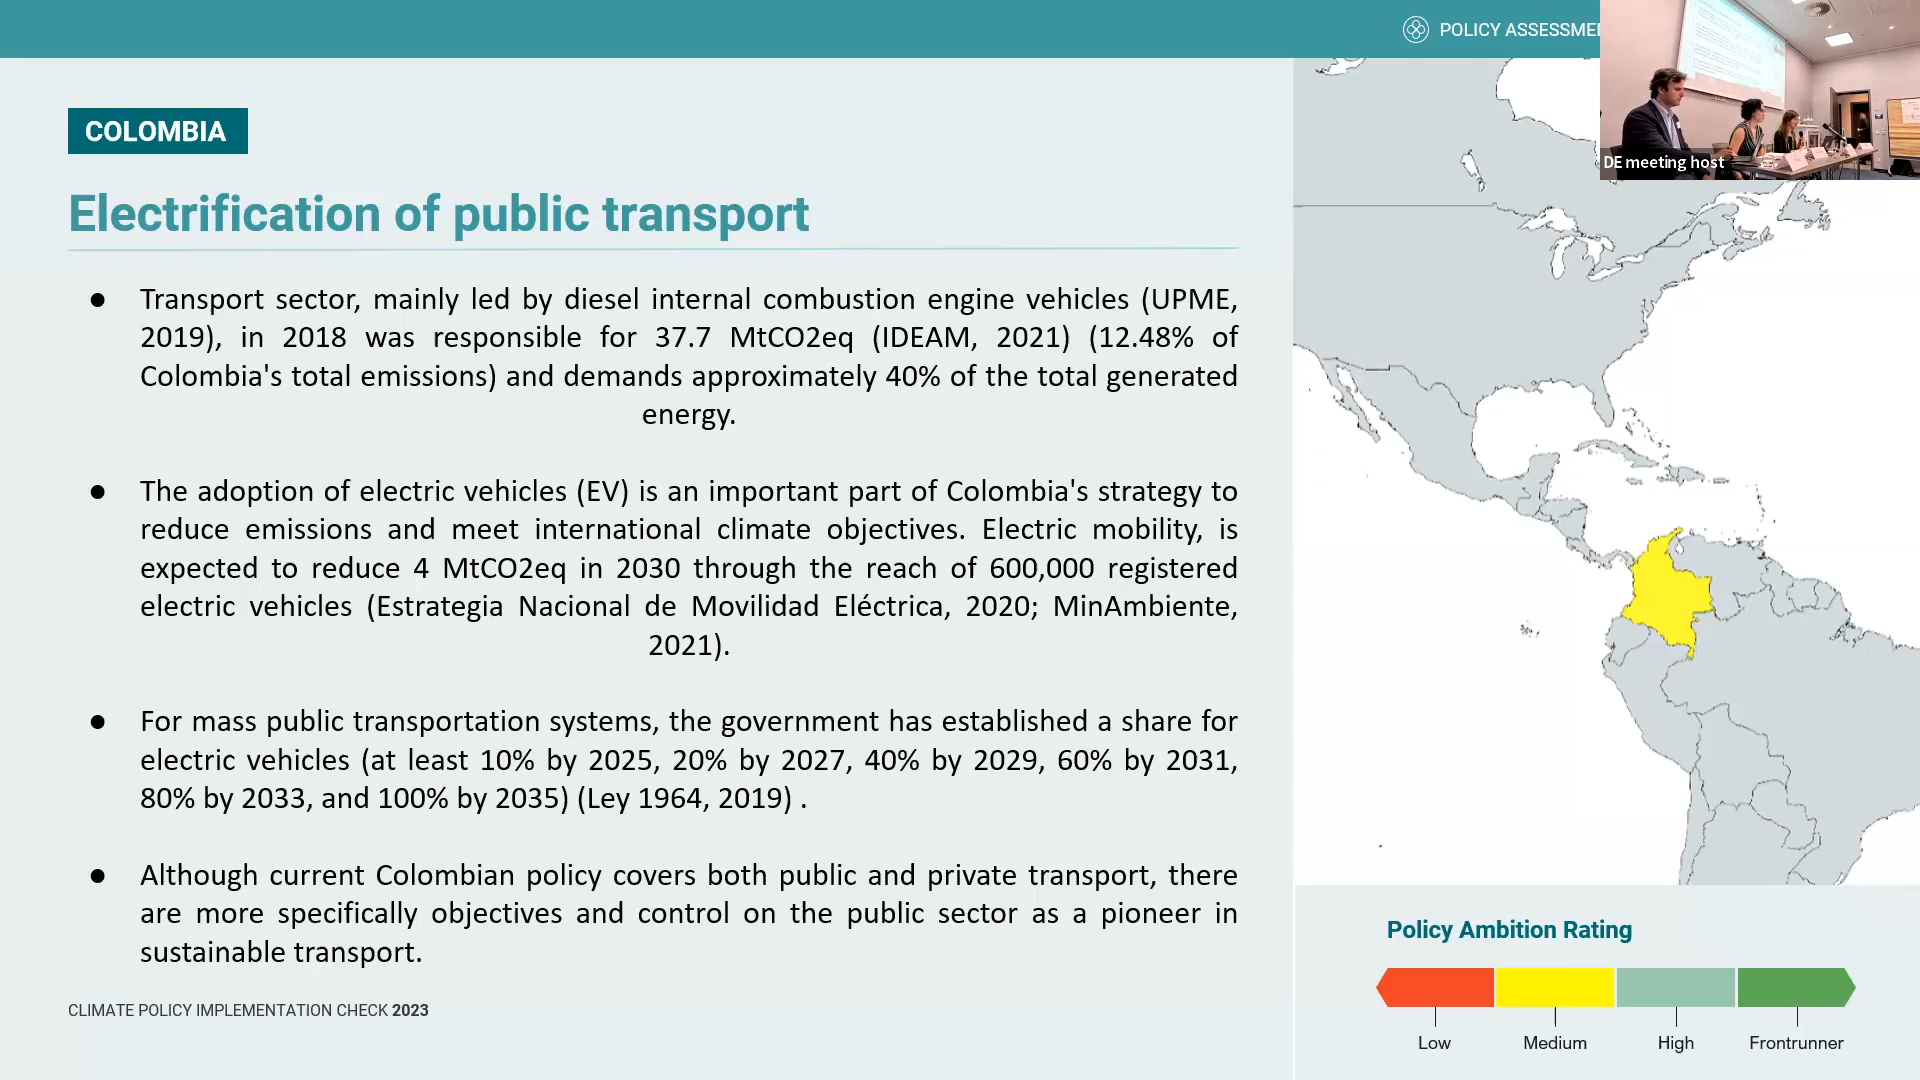 POLICY ASSESSME
DE meeting host
COLOMBIA
Electrification of public transport
● Transport sector, mainly led by diesel internal combustion engine vehicles (UPME,
2019), in 2018 was responsible for 37.7 MtCO2eq (IDEAM, 2021) (12.48% of
Colombia's total emissions) and demands approximately 40% of the total generated
energy.
● The adoption of electric vehicles (EV) is an important part of Colombia's strategy to
reduce emissions and meet international climate objectives. Electric mobility, is
expected to reduce 4 MtCO2eq in 2030 through the reach of 600,000 registered
electric vehicles (Estrategia Nacional de Movilidad Eléctrica, 2020; MinAmbiente,
2021).
● For mass public transportation systems, the government has established a share for
electric vehicles (at least 10% by 2025, 20% by 2027, 40% by 2029, 60% by 2031,
80% by 2033, and 100% by 2035) (Ley 1964, 2019) .
● Although current Colombian policy covers both public and private transport, there
are more specifically objectives and control on the public sector as a pioneer in
sustainable transport.
CLIMATE POLICY IMPLEMENTATION CHECK 2023
Policy Ambition Rating
Low Medium High Frontrunner